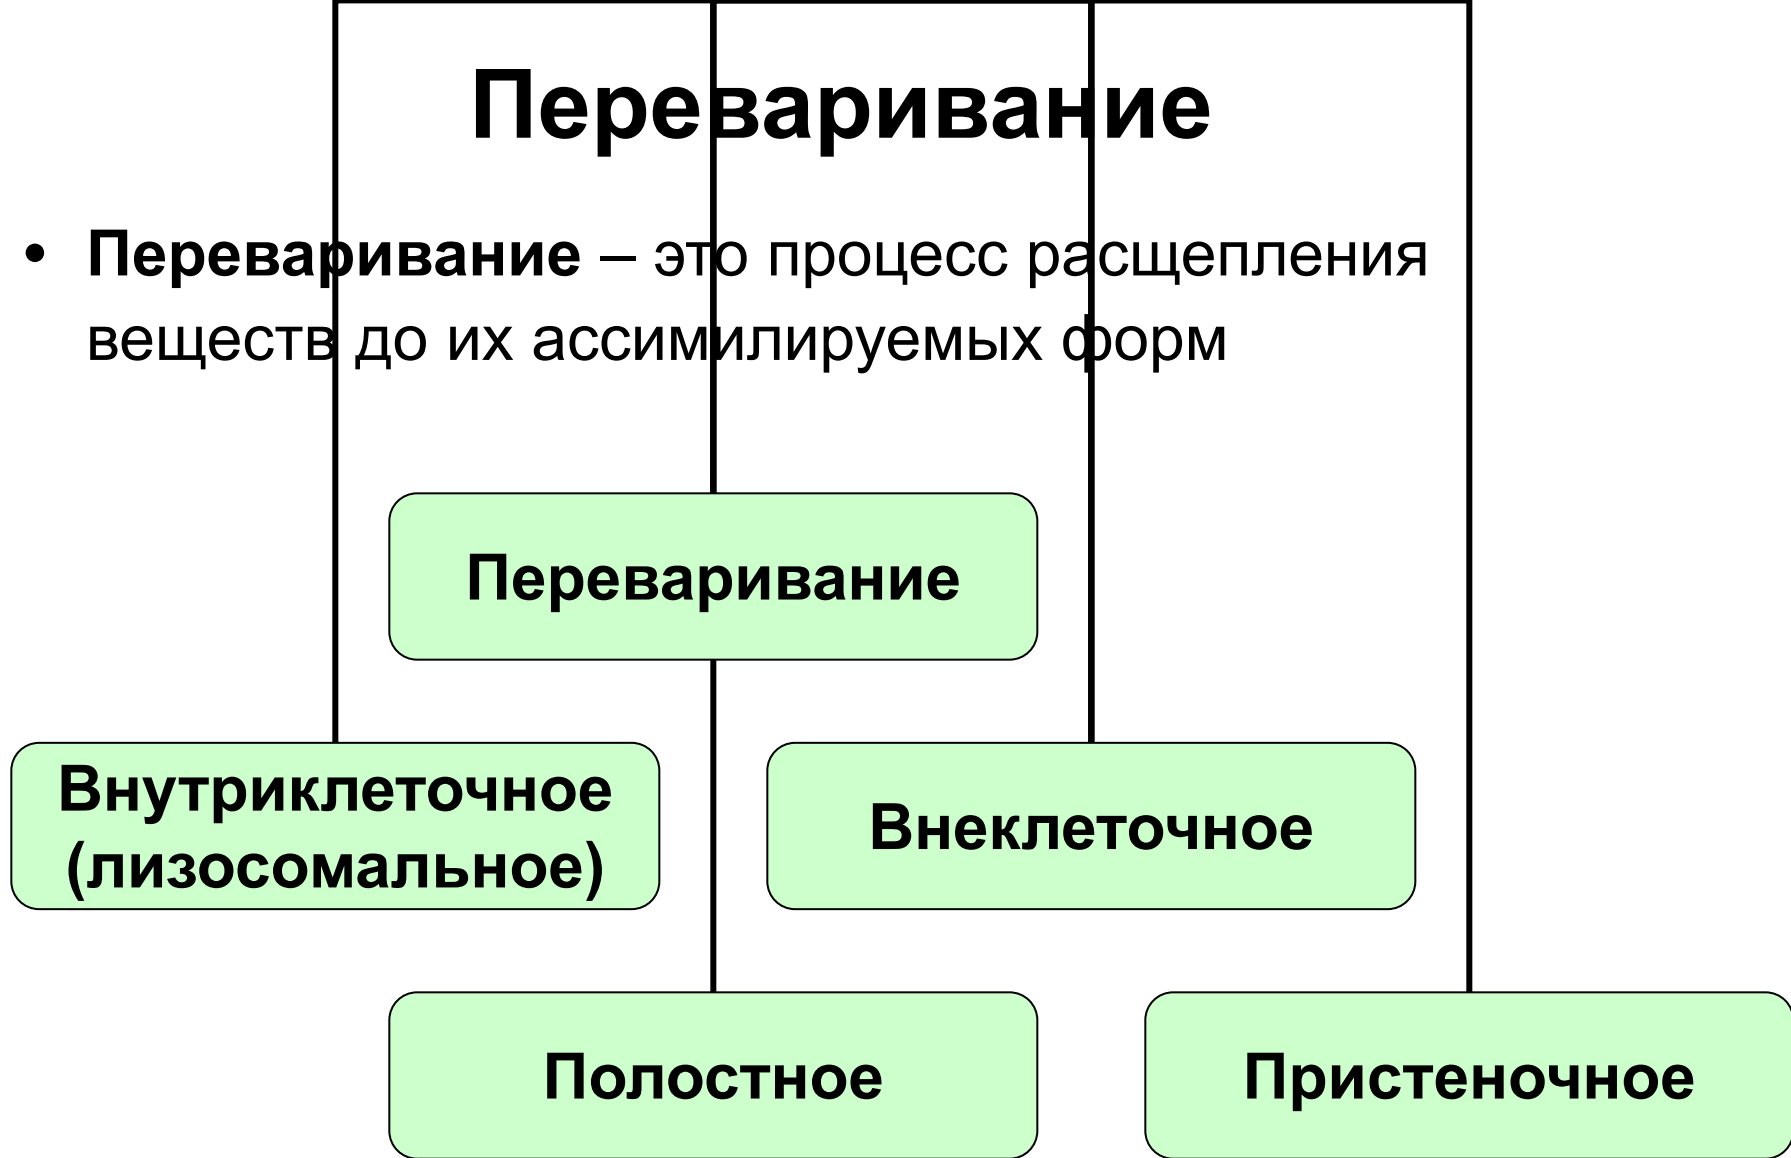 Переваривание
• Переваривание – это процесс расщепления
веществ до их ассимилируемых форм
Переваривание
Внутриклеточное
(лизосомальное)
Внеклеточное
Полостное
Пристеночное